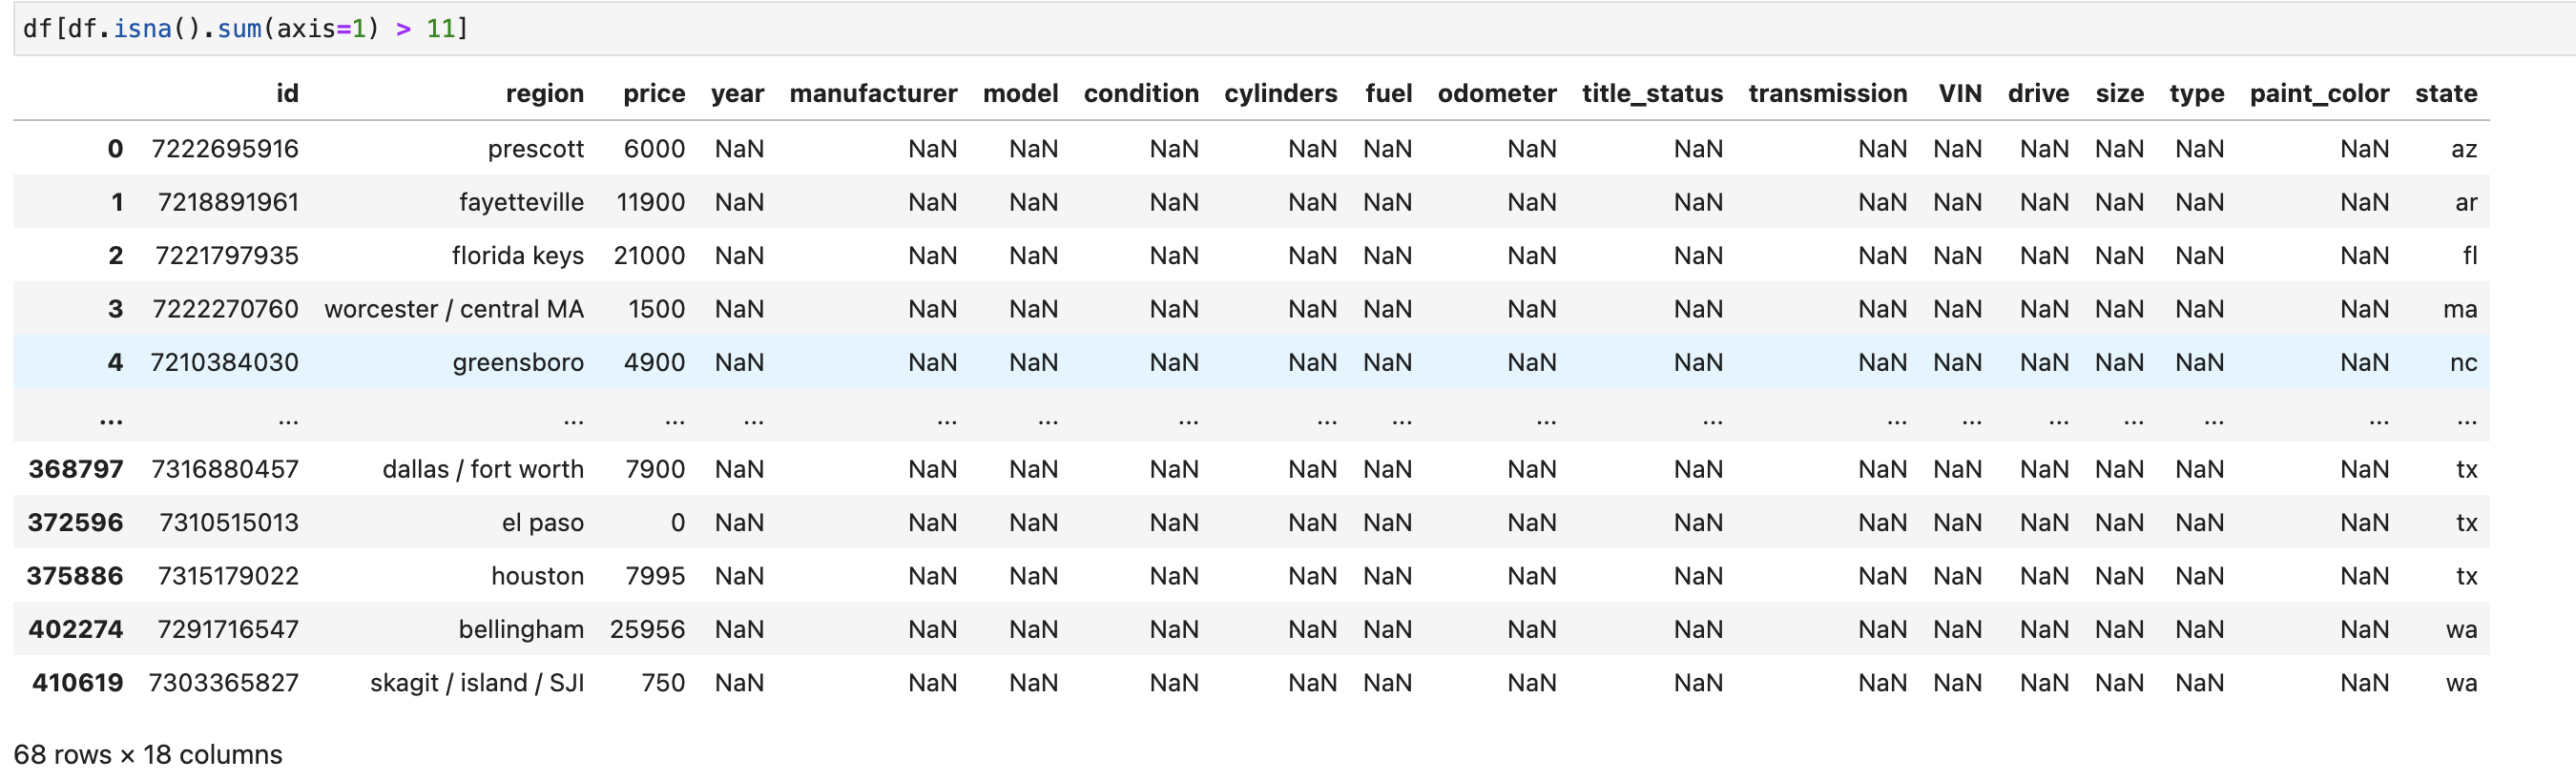 df[df.isna().sum(axis=1) > 11]
id region price year manufacturer model condition cylinders fuel odometer title_status transmission VIN drive size type paint_color state
0 7222695916 prescott 6000 NaN NaN NaN NaN NaN NaN NaN NaN NaN NaN NaN NaN NaN NaN az
1 7218891961 fayetteville 11900 NaN NaN NaN NaN NaN NaN NaN NaN NaN NaN NaN NaN NaN NaN ar
2 7221797935 florida keys 21000 NaN NaN NaN NaN NaN NaN NaN NaN NaN NaN NaN NaN NaN NaN fl
3 7222270760 worcester / central MA 1500 NaN NaN NaN NaN NaN NaN NaN NaN NaN NaN NaN NaN NaN NaN ma
4 7210384030 greensboro 4900 NaN NaN NaN NaN NaN NaN NaN NaN NaN NaN NaN NaN NaN NaN nc
... ... ... ... ... ... ... ... ... ... ... ... ... ... ... ... ... ... ...
368797 7316880457 dallas / fort worth 7900 NaN NaN NaN NaN NaN NaN NaN NaN NaN NaN NaN NaN NaN NaN tx
372596 7310515013 el paso 0 NaN NaN NaN NaN NaN NaN NaN NaN NaN NaN NaN NaN NaN NaN tx
375886 7315179022 houston 7995 NaN NaN NaN NaN NaN NaN NaN NaN NaN NaN NaN NaN NaN NaN tx
402274 7291716547 bellingham 25956 NaN NaN NaN NaN NaN NaN NaN NaN NaN NaN NaN NaN NaN NaN wa
410619 7303365827 skagit / island / SJI 750 NaN NaN NaN NaN NaN NaN NaN NaN NaN NaN NaN NaN NaN NaN wa
68 rows × 18 columns